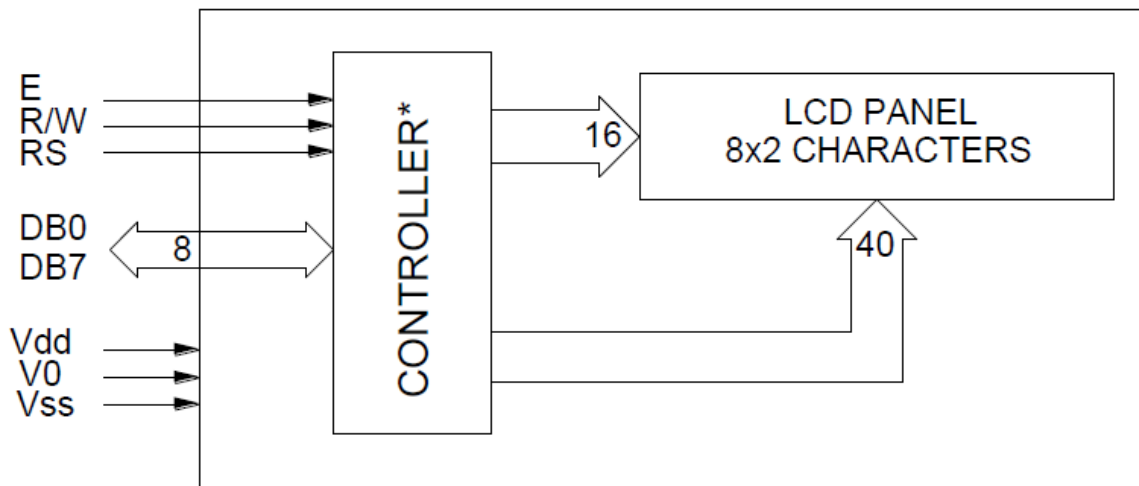 E
R/W
RS
DB0
DB7
8
Vdd
V0
Vss
CONTROLLER*
16
LCD PANEL
8x2 CHARACTERS
40